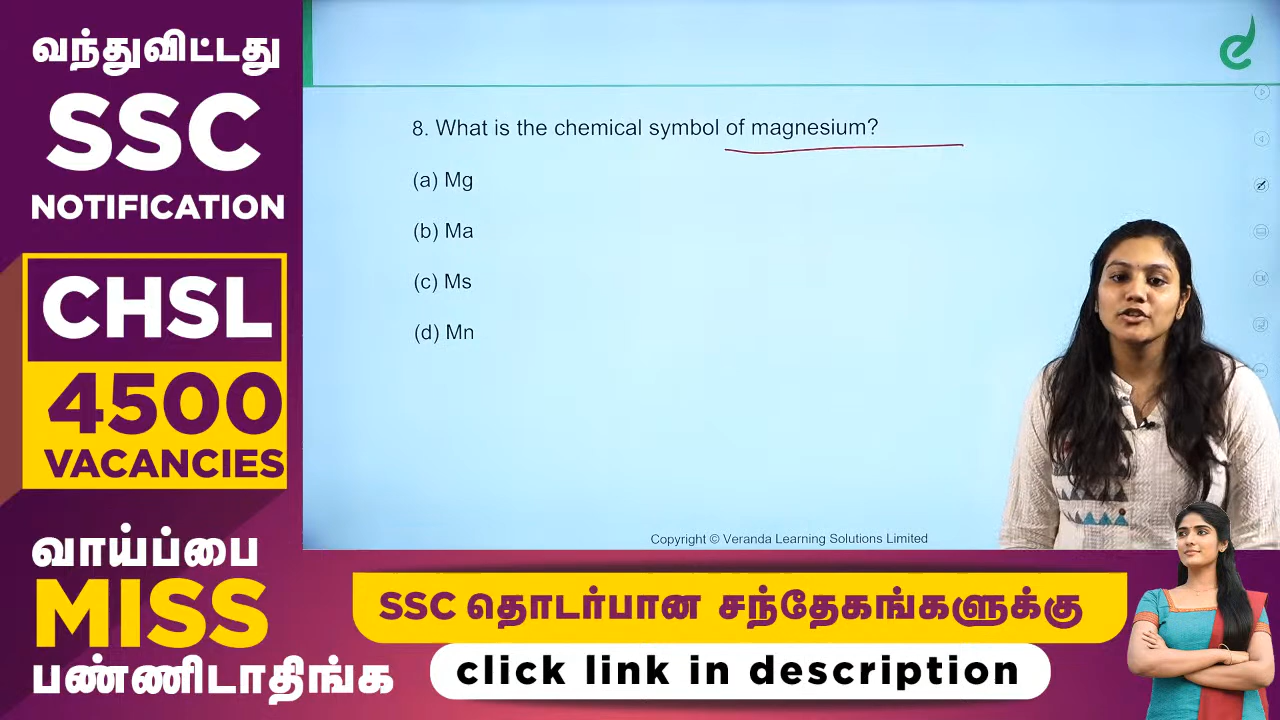 வந்துவிட்டது
SSC
NOTIFICATION
CHSL
4500
VACANCIES
வாய்ப்பை
MISS
பண்ணிடாதிங்க
8. What is the chemical symbol of magnesium?
(a) Mg
(b) Ma
(c) Ms
(d) Mn
Copyright © Veranda Learning Solutions Limited
SSC தொடர்பான சந்தேகங்களுக்கு
click link in description